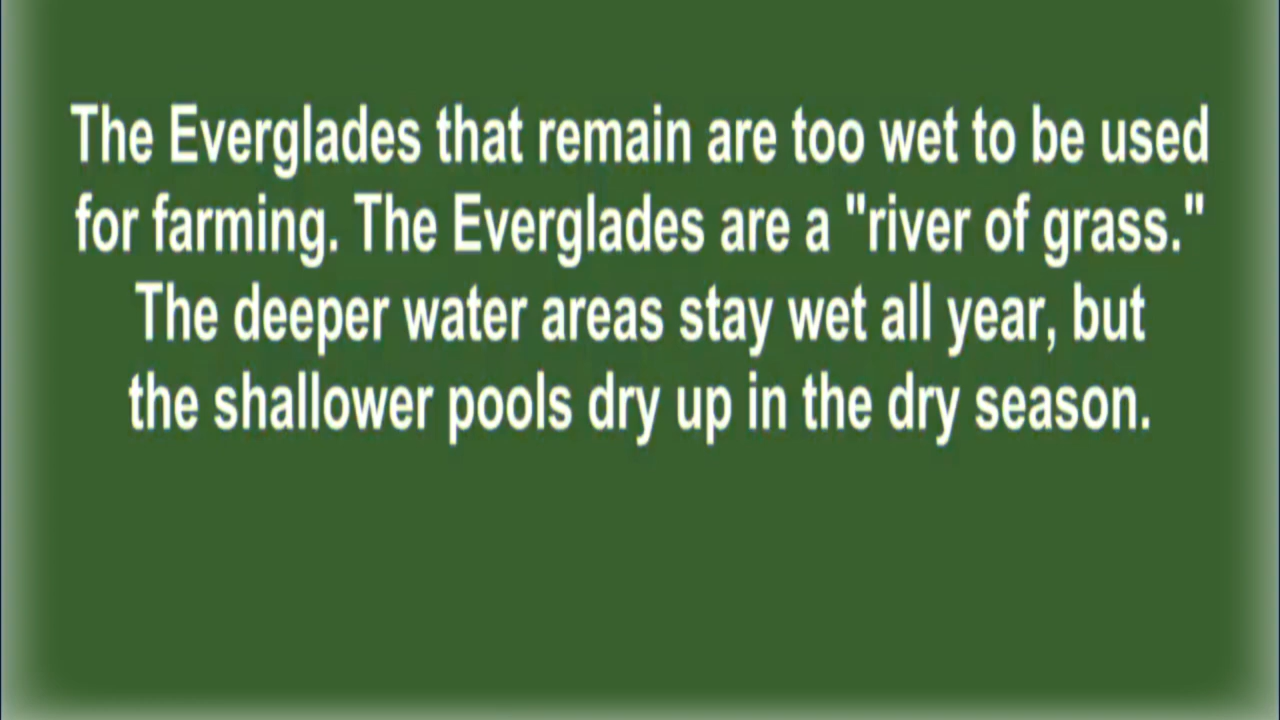 The Everglades that remain are too wet to be used
for farming. The Everglades are a "river of grass."
The deeper water areas stay wet all year, but
the shallower pools dry up in the dry season.